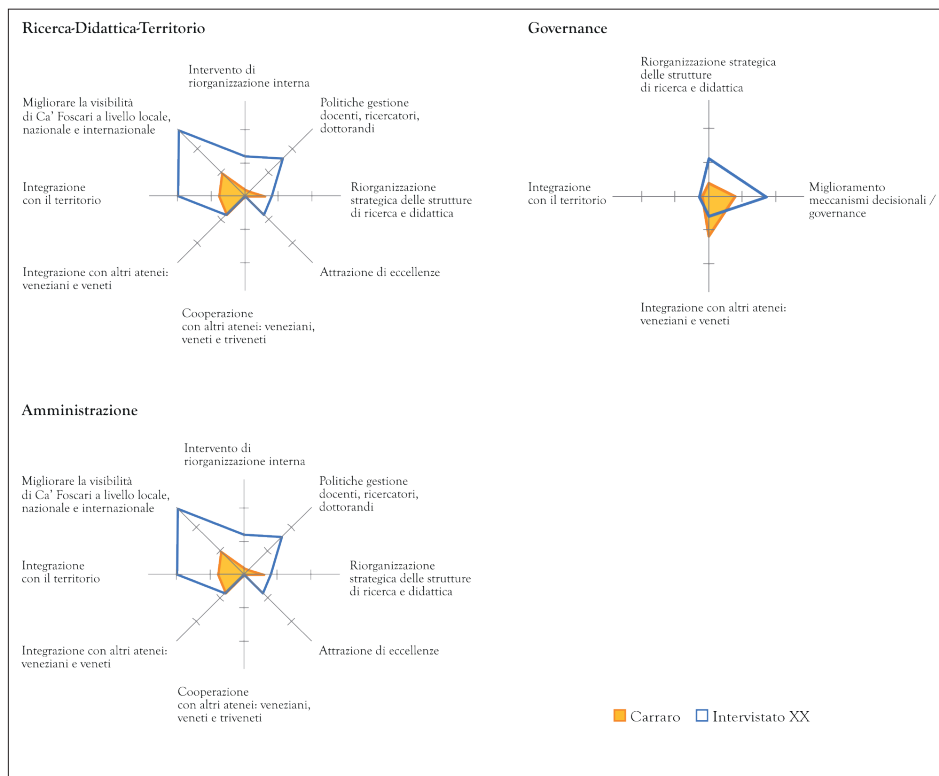 Ricerca-Didattica-Territorio
Intervento di
riorganizzazione interna
Migliorare la visibilità
di Ca' Foscari a livello locale,
nazionale e internazionale
Politiche gestione
docenti, ricercatori,
dottorandi
Integrazione
con il territorio
Riorganizzazione
strategica delle strutture
di ricerca e didattica
Integrazione con altri atenei:
veneziani e veneti
Attrazione di eccellenze
Cooperazione
con altri atenei: veneziani,
veneti e triveneti
Governance
Riorganizzazione strategica
delle strutture
di ricerca e didattica
Integrazione
con il territorio
Miglioramento
meccanismi decisionali /
governance
Integrazione con altri atenei:
veneziani e veneti
Amministrazione
Intervento di
riorganizzazione interna
Migliorare la visibilità
di Ca' Foscari a livello locale,
nazionale e internazionale
Politiche gestione
docenti, ricercatori,
dottorandi
Integrazione
con il territorio
Riorganizzazione
strategica delle strutture
di ricerca e didattica
Integrazione con altri atenei:
veneziani e veneti
Attrazione di eccellenze
Cooperazione
con altri atenei: veneziani,
veneti e triveneti
Carraro
Intervistato XX